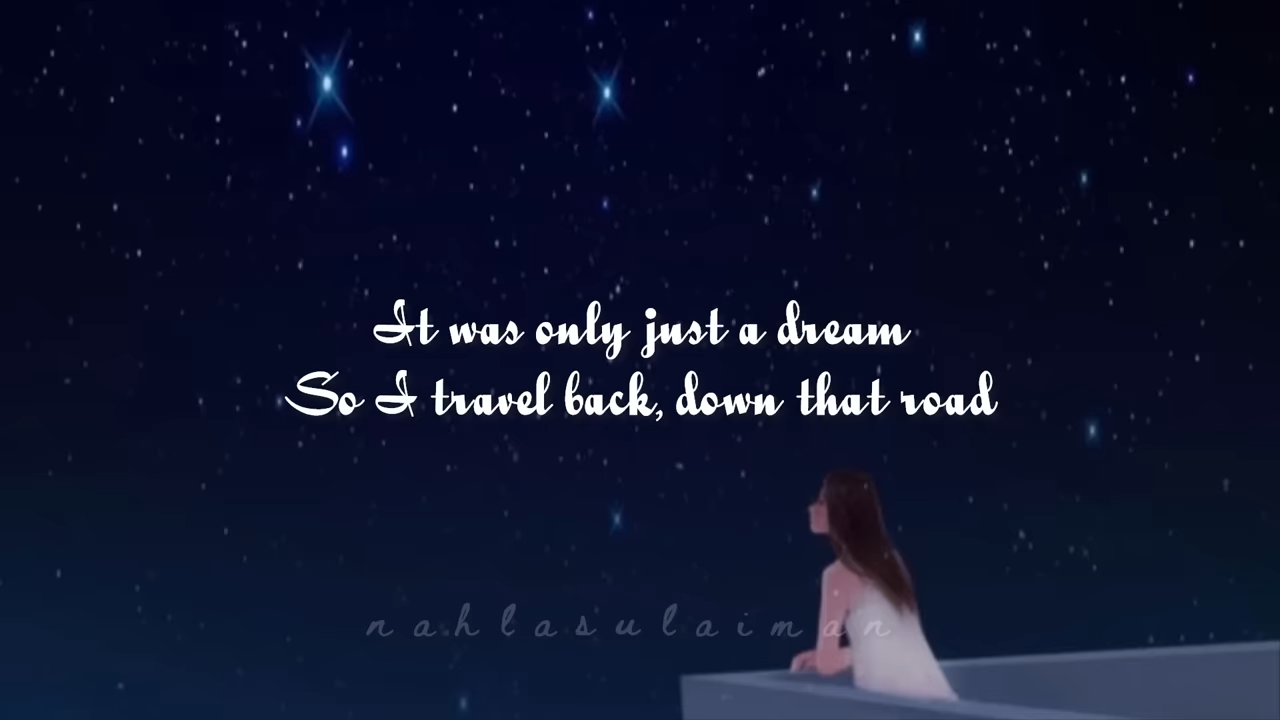 It was only just a dream
So I travel back, down that road
nahlasulaiman